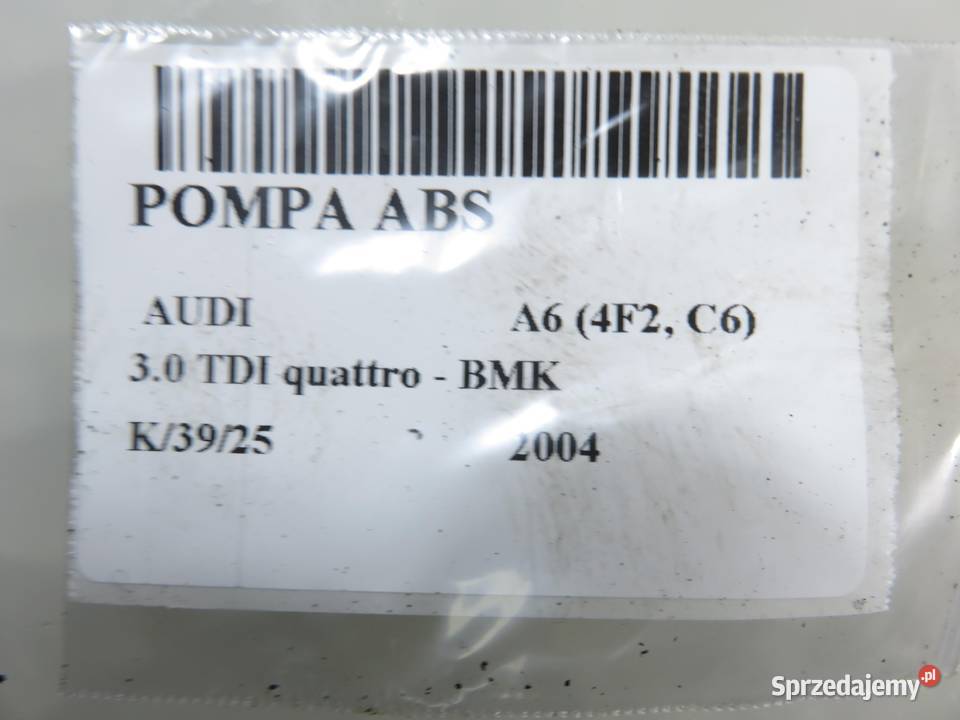 POMPA ABS
AUDI A6 (4F2, C6)
3.0 TDI quattro - BMK
K/39/25 2004
Sprzedajemy.pl